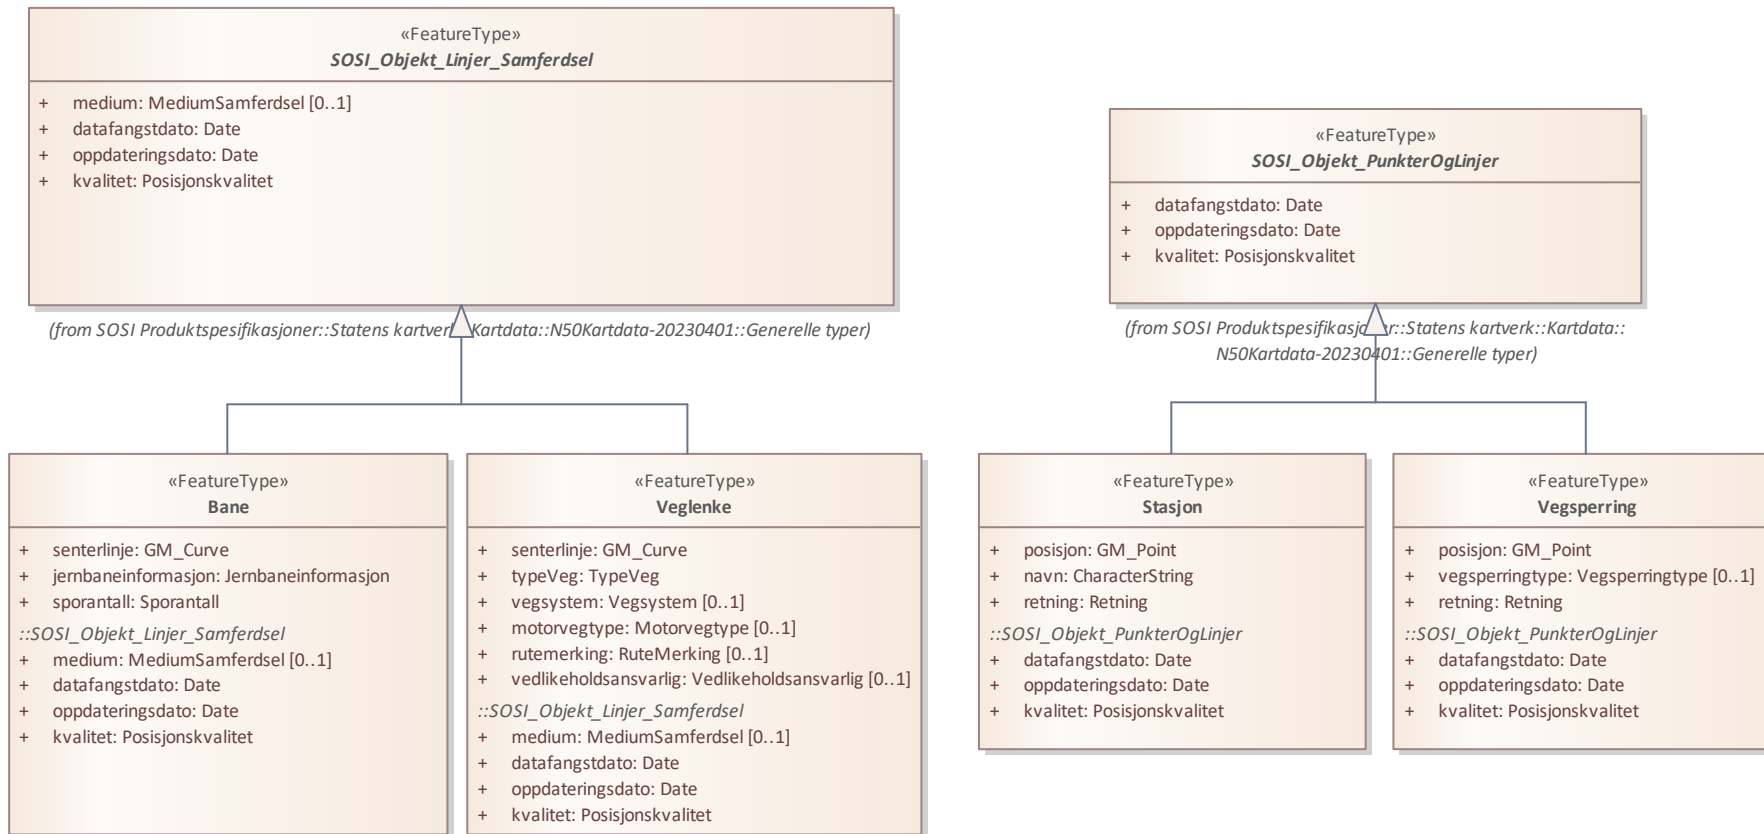 «FeatureType»
SOSI_Objekt_Linjer_Samferdsel
+ medium: MediumSamferdsel [0..1]
+ datafangstdato: Date
+ oppdateringsdato: Date
+ kvalitet: Posisjonskvalitet
(from SOSI Produktspesifikasjoner::Statens kartverk::Kartdata::N50Kartdata-20230401::Generelle typer)
«FeatureType»
SOSI_Objekt_PunkterOgLinjer
+ datafangstdato: Date
+ oppdateringsdato: Date
+ kvalitet: Posisjonskvalitet
(from SOSI Produktspesifikasjoner::Statens kartverk::Kartdata::
N50Kartdata-20230401::Generelle typer)
«FeatureType»
Bane
+ senterlinje: GM_Curve
+ jernbaneinformasjon: Jernbaneinformasjon
+ sporantall: Sporantall
::SOSI_Objekt_Linjer_Samferdsel
+ medium: MediumSamferdsel [0..1]
+ datafangstdato: Date
+ oppdateringsdato: Date
+ kvalitet: Posisjonskvalitet
«FeatureType»
Veglenke
+ senterlinje: GM_Curve
+ typeVeg: TypeVeg
+ vegsystem: Vegsystem [0..1]
+ motorvegtype: Motorvegtype [0..1]
+ rutemerking: RuteMerking [0..1]
+ vedlikeholdsansvarlig: Vedlikeholdsansvarlig [0..1]
::SOSI_Objekt_Linjer_Samferdsel
+ medium: MediumSamferdsel [0..1]
+ datafangstdato: Date
+ oppdateringsdato: Date
+ kvalitet: Posisjonskvalitet
«FeatureType»
Stasjon
+ posisjon: GM_Point
+ navn: CharacterString
+ retning: Retning
::SOSI_Objekt_PunkterOgLinjer
+ datafangstdato: Date
+ oppdateringsdato: Date
+ kvalitet: Posisjonskvalitet
«FeatureType»
Vegsperring
+ posisjon: GM_Point
+ vegsperringtype: Vegsperringtype [0..1]
+ retning: Retning
::SOSI_Objekt_PunkterOgLinjer
+ datafangstdato: Date
+ oppdateringsdato: Date
+ kvalitet: Posisjonskvalitet